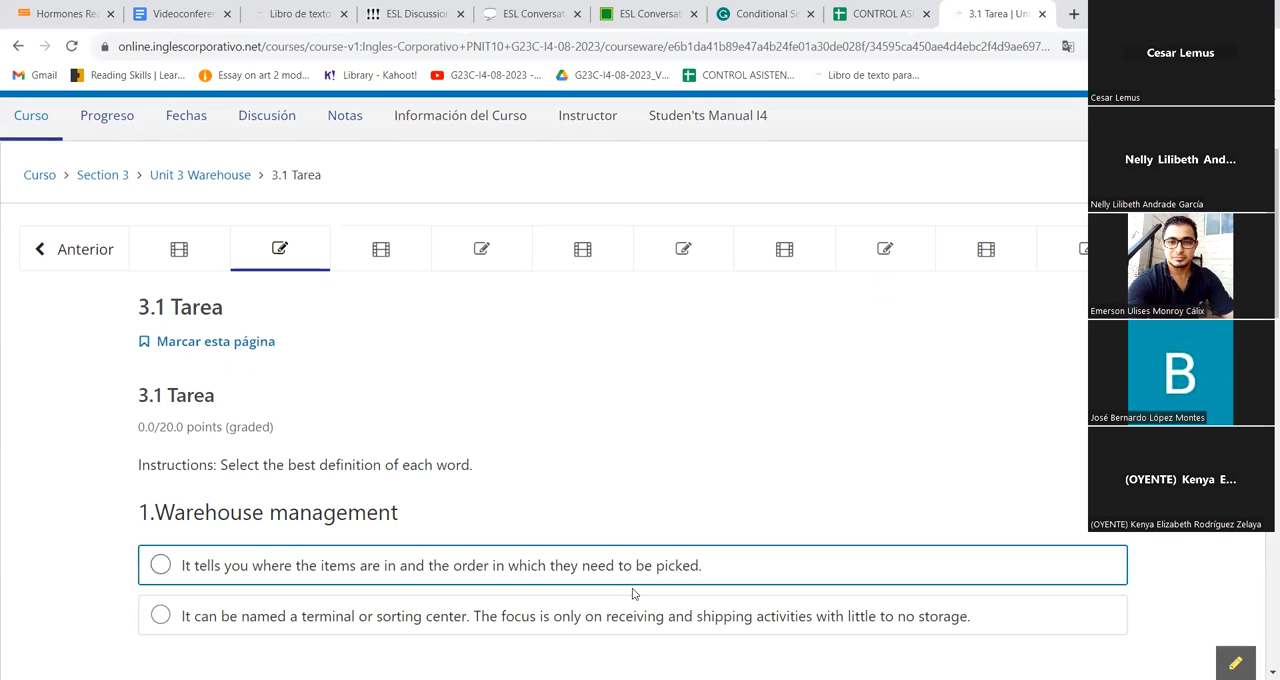 Hormones Re
Videoconferer
Libro de texto
ESL Discussion
ESL Conversat
ESL Conversat
Conditional Se
CONTROL ASI
3.1 Tarea | Uni
online.inglescorporativo.net/courses/course-v1:Ingles-Corporativo+PNIT10+G23C-I4-08-2023/courseware/e6b1da41b89e47a4b24fe01a30de028f/34595ca450ae4d4ebc2f4d9ae697...
Gmail
Reading Skills | Lear...
Essay on art 2 mod...
Library - Kahoot!
G23C-I4-08-2023 -...
G23C-I4-08-2023_V...
CONTROL ASISTEN...
Libro de texto para...
Curso
Progreso
Fechas
Discusión
Notas
Información del Curso
Instructor
Studen'ts Manual I4
Curso > Section 3 > Unit 3 Warehouse > 3.1 Tarea
Anterior
3.1 Tarea
Marcar esta página
3.1 Tarea
0.0/20.0 points (graded)
Instructions: Select the best definition of each word.
1.Warehouse management
It tells you where the items are in and the order in which they need to be picked.
It can be named a terminal or sorting center. The focus is only on receiving and shipping activities with little to no storage.
Cesar Lemus
Cesar Lemus
Nelly Lilibeth And...
Nelly Lilibeth Andrade García
Emerson Ulises Monroy Cálix
B
José Bernardo López Montes
(OYENTE) Kenya E...
(OYENTE) Kenya Elizabeth Rodríguez Zelaya